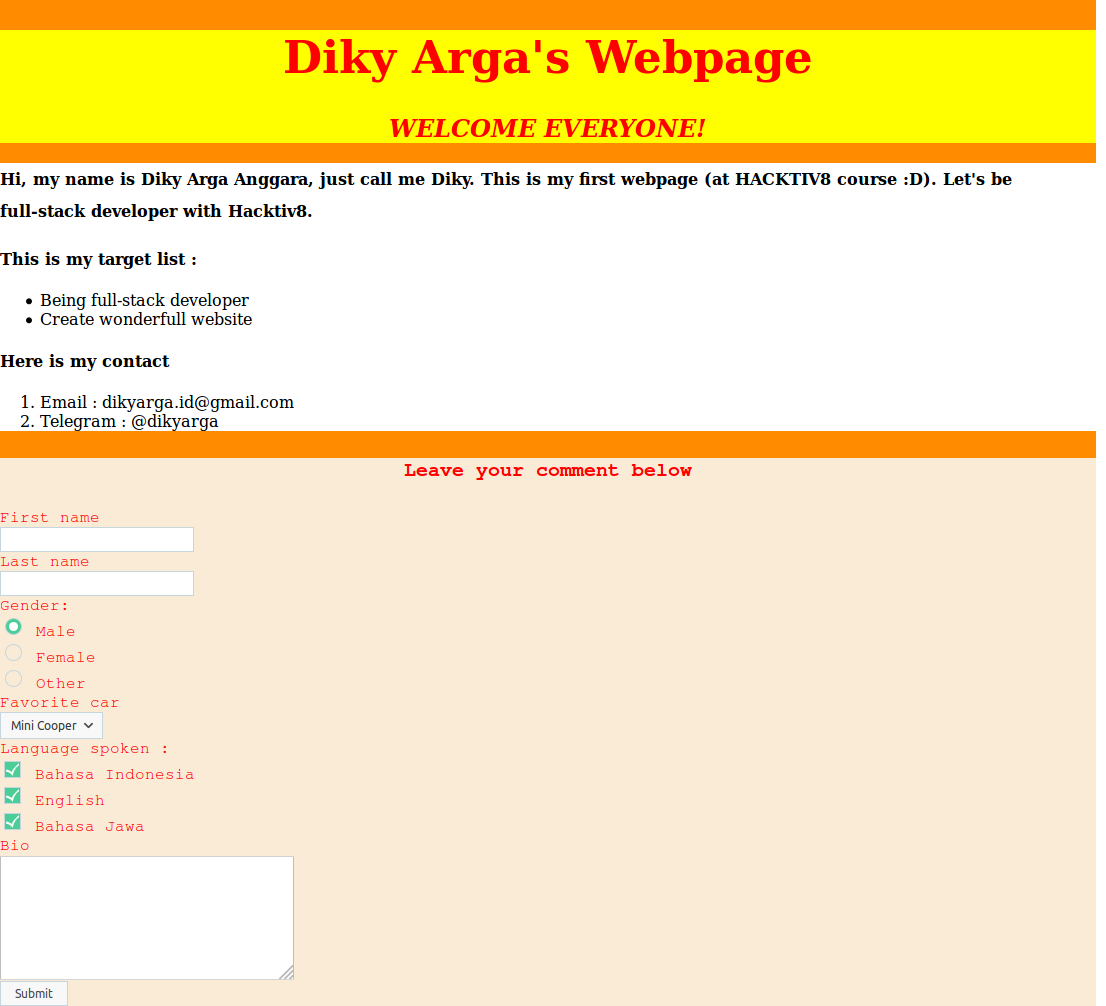 Diky Arga's Webpage
WELCOME EVERYONE!
Hi, my name is Diky Arga Anggara, just call me Diky. This is my first webpage (at HACKTIV8 course :D). Let's be
full-stack developer with Hacktiv8.
This is my target list :
• Being full-stack developer
• Create wonderfull website
Here is my contact
1. Email : dikyarga.id@gmail.com
2. Telegram : @dikyarga
Leave your comment below
First name
Last name
Gender:
Male
Female
Other
Favorite car
Mini Cooper
Language spoken :
Bahasa Indonesia
English
Bahasa Jawa
Bio
Submit